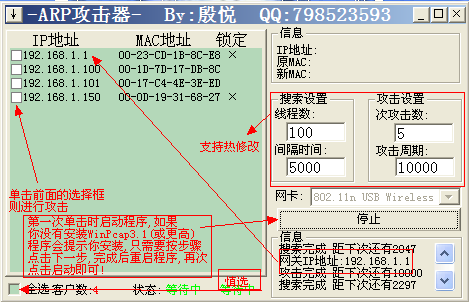 -ARP攻击器- By:殷悦 QQ:798523593
IP地址 MAC地址 锁定
192.168.1.1 00-23-CD-1B-8C-E8 ×
192.168.1.100 00-1D-7D-17-DB-8C
192.168.1.101 00-17-C4-4E-3E-ED
192.168.1.150 00-0D-19-31-68-27 ×
单击前面的选择框
则进行攻击
支持热修改
第一次单击时启动程序,如果
你没有安装WinPcap3.1(或更高)
程序会提示你安装,只需要按步骤
点击下一步,完成后重启程序,再次
点击启动即可!
慎选
全选 客户数:4 状态: 等待中 等待中
信息
IP地址:
原MAC:
新MAC:
搜索设置
线程数:
100
间隔时间:
5000
攻击设置
次攻击数:
5
攻击周期:
10000
网卡: 802.11n USB Wireless
停止
信息
搜索完成 距下次还有2047
网关IP地址:192.168.1.1
攻击完成 距下次还有10000
搜索完成 距下次还有2297